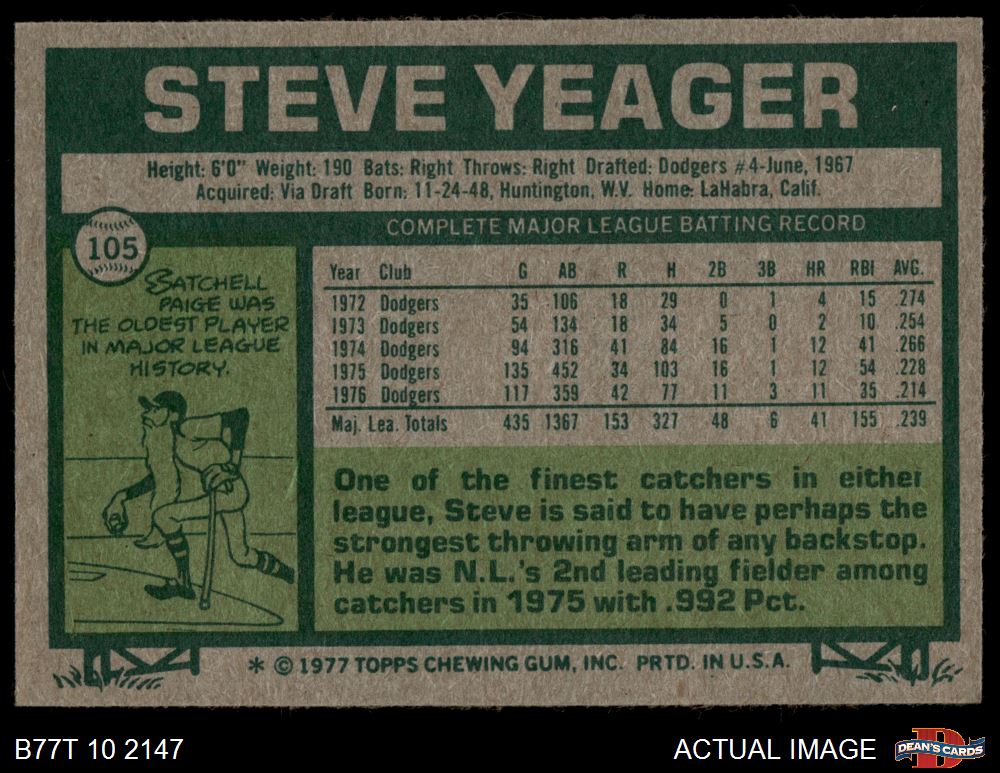 STEVE YEAGER
Height: 6'0" Weight: 190 Bats: Right Throws: Right Drafted: Dodgers #4-June, 1967
Acquired: Via Draft Born: 11-24-48, Huntington, W.V. Home: LaHabra, Calif.
105
SATCHELL
PAIGE WAS
THE OLDEST PLAYER
IN MAJOR LEAGUE
HISTORY.
COMPLETE MAJOR LEAGUE BATTING RECORD
Year Club G AB R H 2B 3B HR RBI AVG.
1972 Dodgers 35 106 18 29 0 1 4 15 .274
1973 Dodgers 54 134 18 34 5 0 2 10 .254
1974 Dodgers 94 316 41 84 16 1 12 41 .266
1975 Dodgers 135 452 34 103 16 1 12 54 .228
1976 Dodgers 117 359 42 77 11 3 11 35 .214
Maj. Lea. Totals 435 1367 153 327 48 6 41 155 .239
One of the finest catchers in either
league, Steve is said to have perhaps the
strongest throwing arm of any backstop.
He was N.L.'s 2nd leading fielder among
catchers in 1975 with .992 Pct.
* © 1977 TOPPS CHEWING GUM, INC. PRTD. IN U.S.A.
B77T 10 2147
ACTUAL IMAGE
D
DEAN'S CARDS